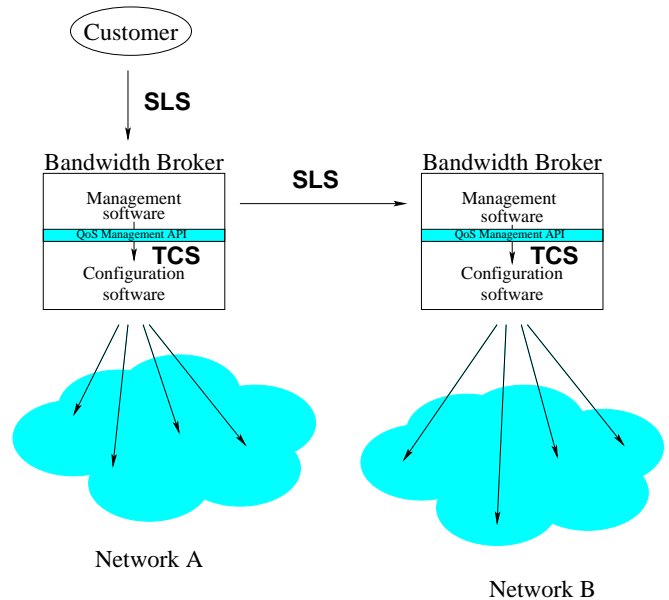 Customer
SLS
Bandwidth Broker
Management
software
QoS Management API
TCS
Configuration
software
SLS
Bandwidth Broker
Management
software
QoS Management API
TCS
Configuration
software
Network A
Network B